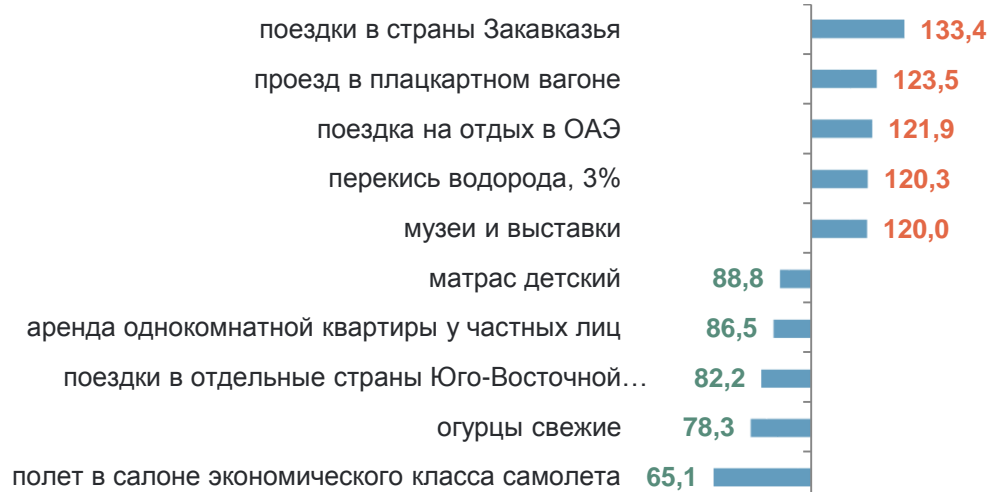 поездки в страны Закавказья 133,4
проезд в плацкартном вагоне 123,5
поездка на отдых в ОАЭ 121,9
перекись водорода, 3% 120,3
музеи и выставки 120,0
матрас детский 88,8
аренда однокомнатной квартиры у частных лиц 86,5
поездки в отдельные страны Юго-Восточной… 82,2
огурцы свежие 78,3
полет в салоне экономического класса самолета 65,1